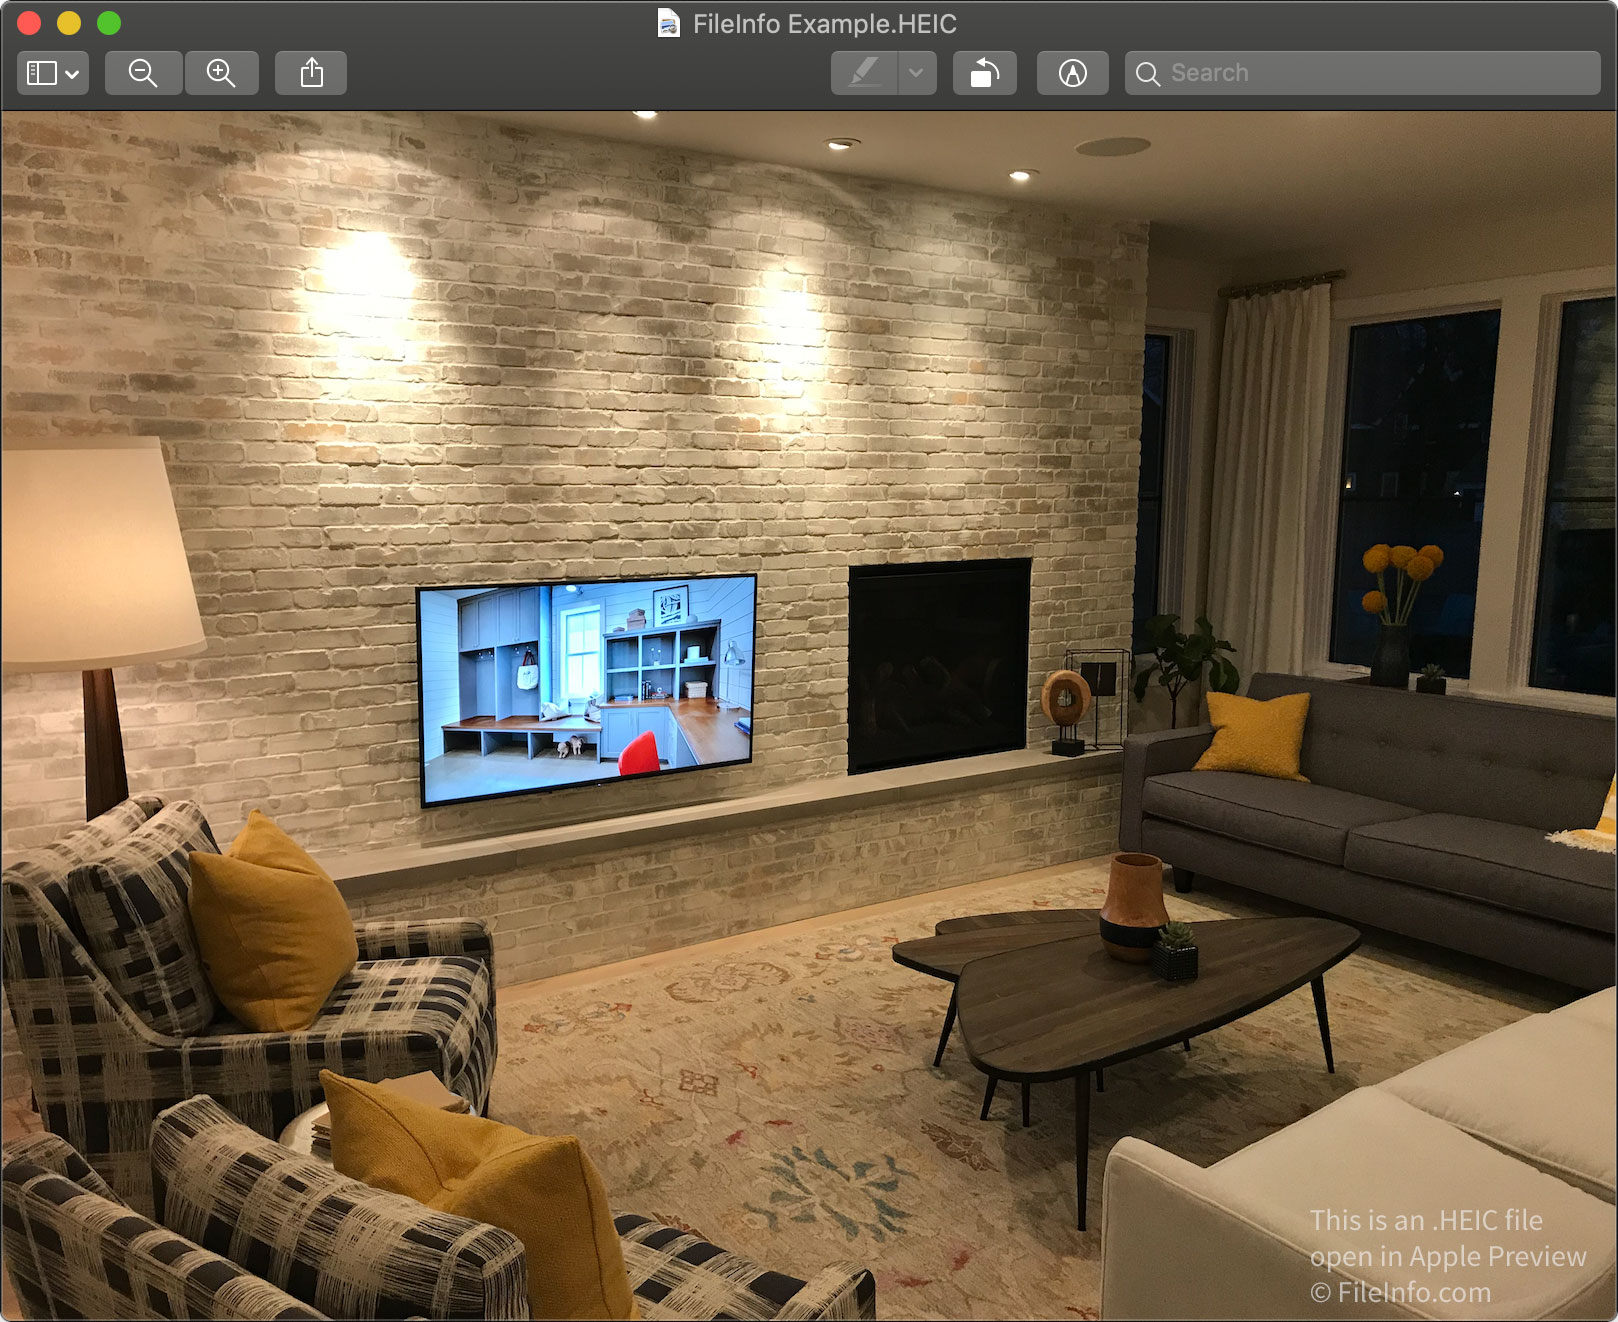 FileInfo Example.HEIC
Search
This is an .HEIC file
open in Apple Preview
© FileInfo.com